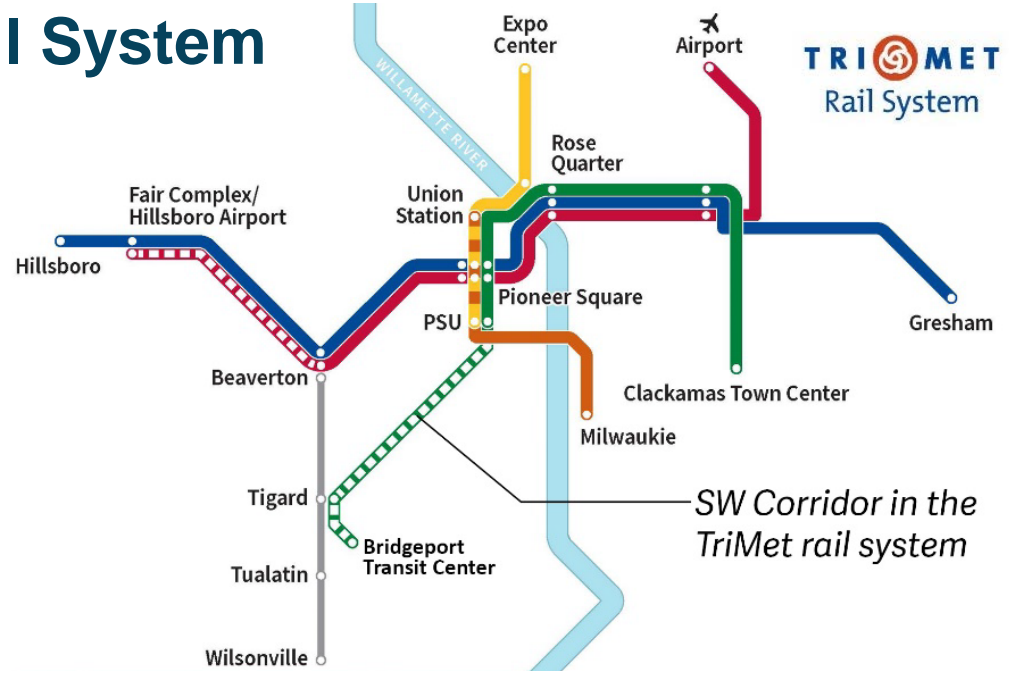 l System
Expo
Center
Airport
TRI MET
Rail System
WILLAMETTE RIVER
Rose
Quarter
Union
Station
Fair Complex/
Hillsboro Airport
Hillsboro
Pioneer Square
PSU
Gresham
Beaverton
Clackamas Town Center
Milwaukie
Tigard
SW Corridor in the
TriMet rail system
Bridgeport
Transit Center
Tualatin
Wilsonville